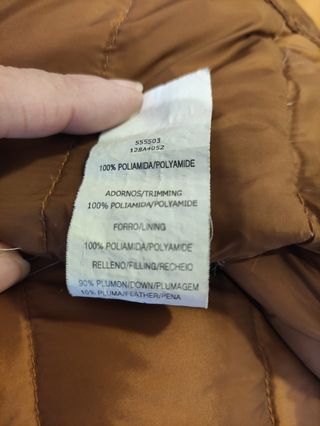 555503
128A4052
100% POLIAMIDA/POLYAMIDE
ADORNOS/TRIMMING
100% POLIAMIDA/POLYAMIDE
FORRO/LINING
100% POLIAMIDA/POLYAMIDE
RELLENO/FILLING/RECHEIO
90% PLUMON/DOWN/PLUMAGEM
10% PLUMA/FEATHER/PENA